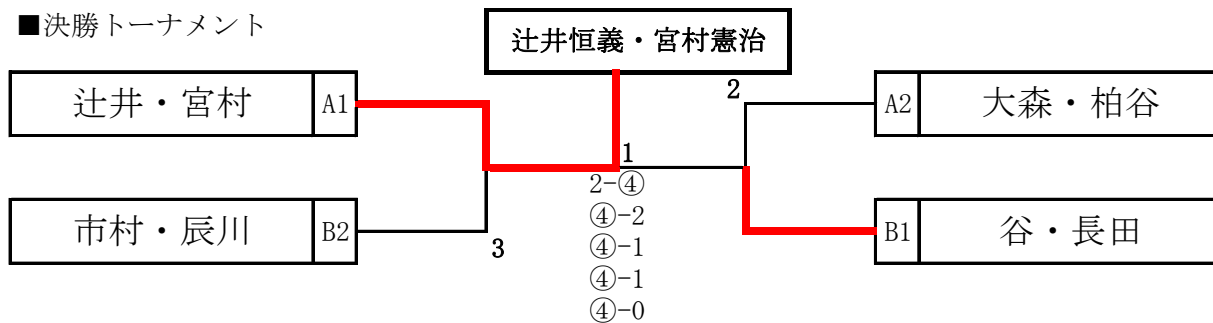 ■決勝トーナメント
辻井恒義・宮村憲治
辻井・宮村 A1
2
A2 大森・柏谷
1
2-④
④-2
④-1
④-1
④-0
市村・辰川 B2
3
B1 谷・長田